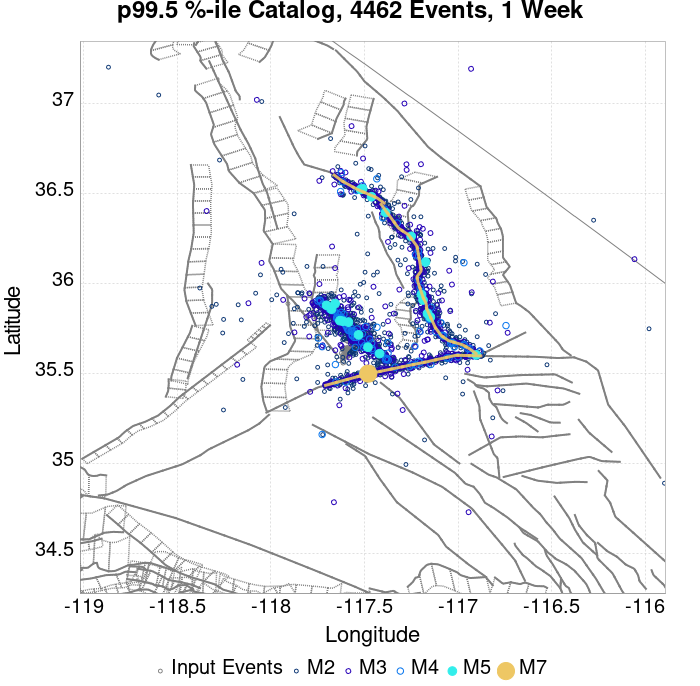 p99.5 %-ile Catalog, 4462 Events, 1 Week
37
36.5
36
35.5
35
34.5
Latitude
-119 -118.5 -118 -117.5 -117 -116.5 -116
Longitude
Input Events M2 M3 M4 M5 M7